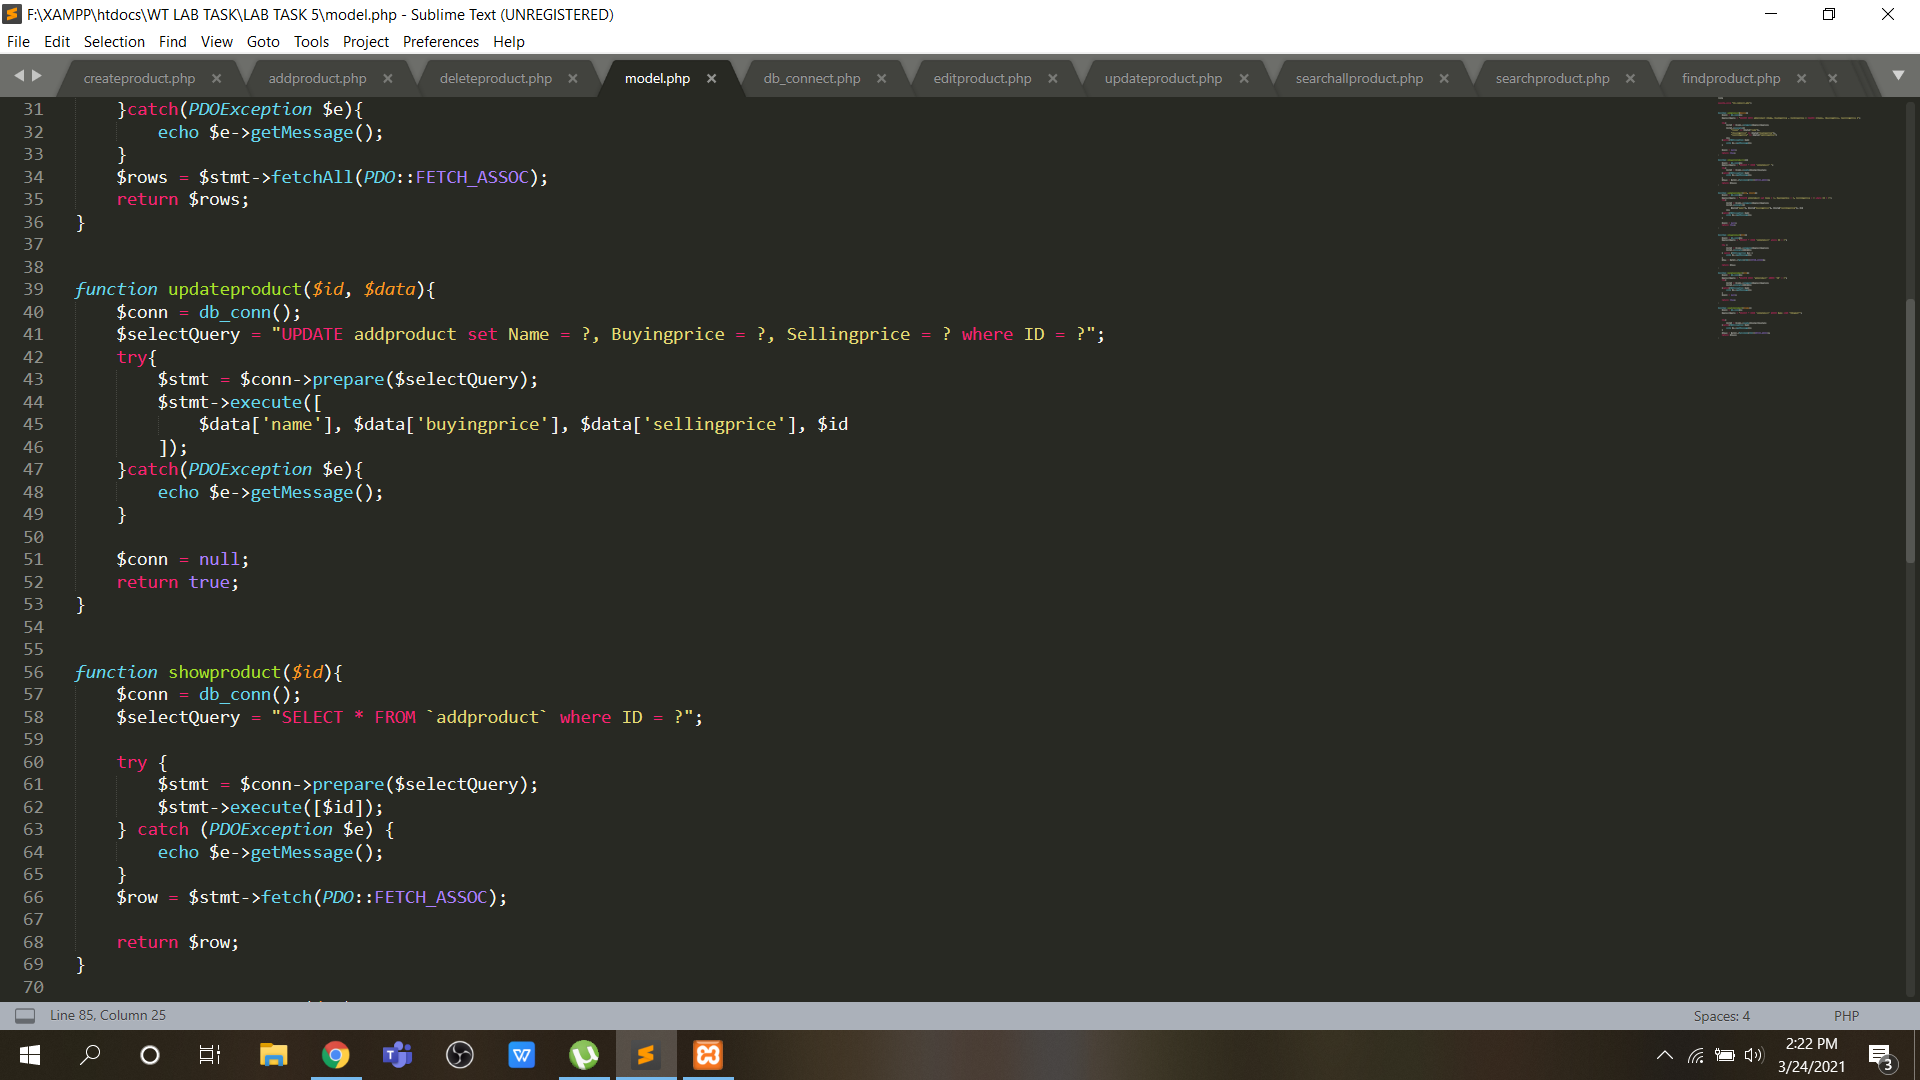 F:\XAMPP\htdocs\WT LAB TASK\LAB TASK 5\model.php - Sublime Text (UNREGISTERED)
File Edit Selection Find View Goto Tools Project Preferences Help
createproduct.php addproduct.php deleteproduct.php model.php db_connect.php editproduct.php updateproduct.php searchallproduct.php searchproduct.php findproduct.php
31 }catch(PDOException $e){
32 echo $e->getMessage();
33 }
34 $rows = $stmt->fetchAll(PDO::FETCH_ASSOC);
35 return $rows;
36 }
37
38
39 function updateproduct($id, $data){
40 $conn = db_conn();
41 $selectQuery = "UPDATE addproduct set Name = ?, Buyingprice = ?, Sellingprice = ? where ID = ?";
42 try{
43 $stmt = $conn->prepare($selectQuery);
44 $stmt->execute([
45 $data['name'], $data['buyingprice'], $data['sellingprice'], $id
46 ]);
47 }catch(PDOException $e){
48 echo $e->getMessage();
49 }
50
51 $conn = null;
52 return true;
53 }
54
55
56 function showproduct($id){
57 $conn = db_conn();
58 $selectQuery = "SELECT * FROM `addproduct` where ID = ?";
59
60 try {
61 $stmt = $conn->prepare($selectQuery);
62 $stmt->execute([$id]);
63 } catch (PDOException $e) {
64 echo $e->getMessage();
65 }
66 $row = $stmt->fetch(PDO::FETCH_ASSOC);
67
68 return $row;
69 }
70
Line 85, Column 25 Spaces: 4 PHP
2:22 PM
3/24/2021
3